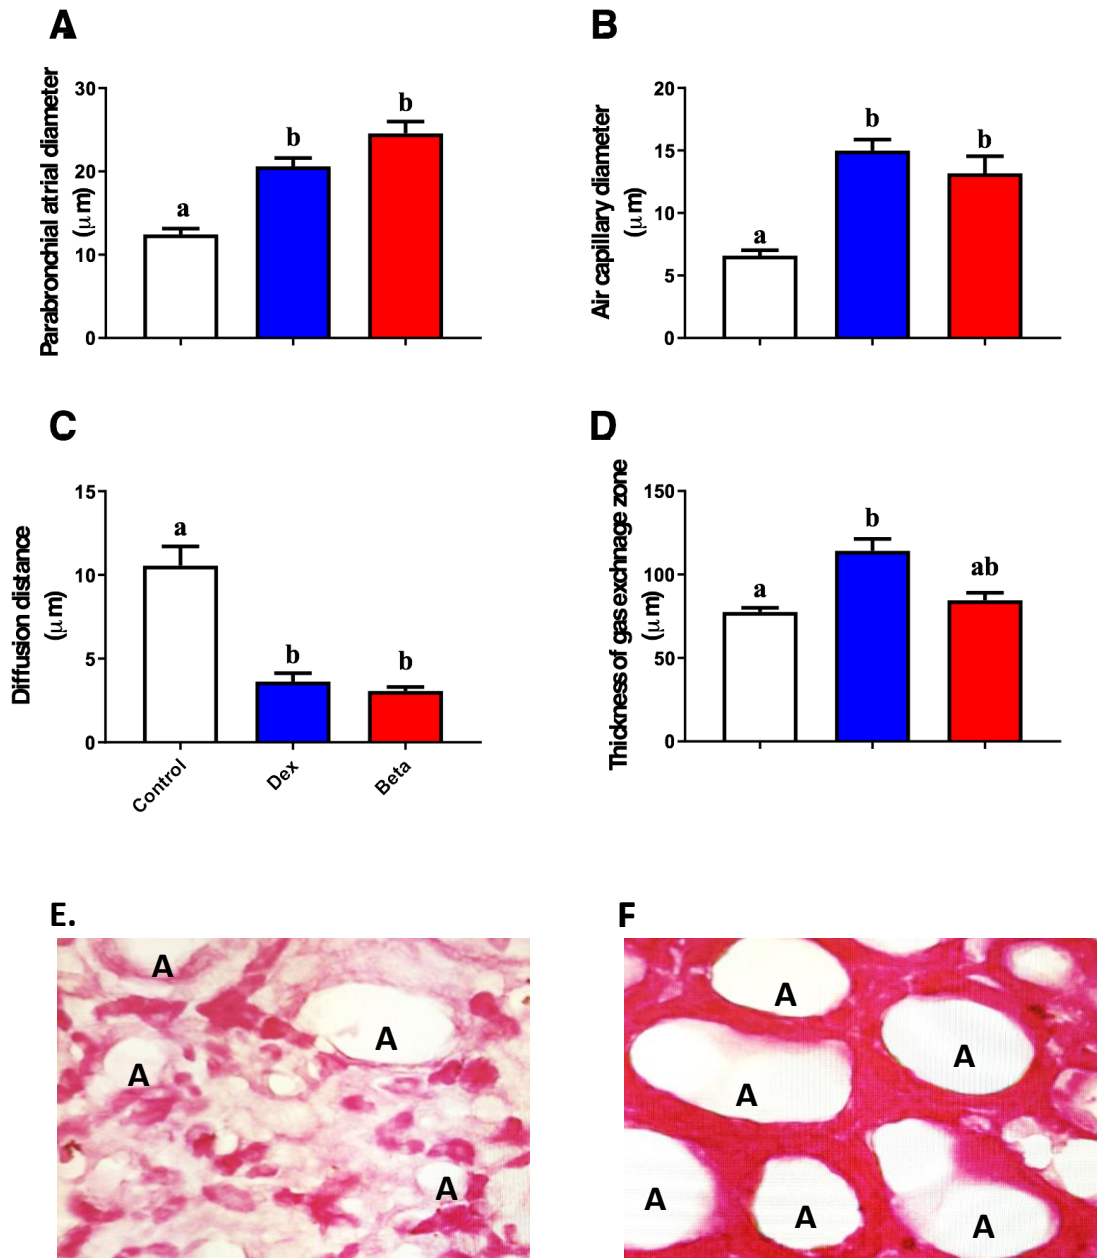 A
Parabronchial atrial diameter
(μm)
30
20
10
0
a
b
b
B
Air capillary diameter
(μm)
20
15
10
5
0
a
b
b
C
Diffusion distance
(μm)
15
10
5
0
a
b
b
Control
Dex
Beta
D
Thickness of gas exchnage zone
(μm)
150
100
50
0
a
b
ab
E.
A
A
A
A
F
A
A
A
A
A
A